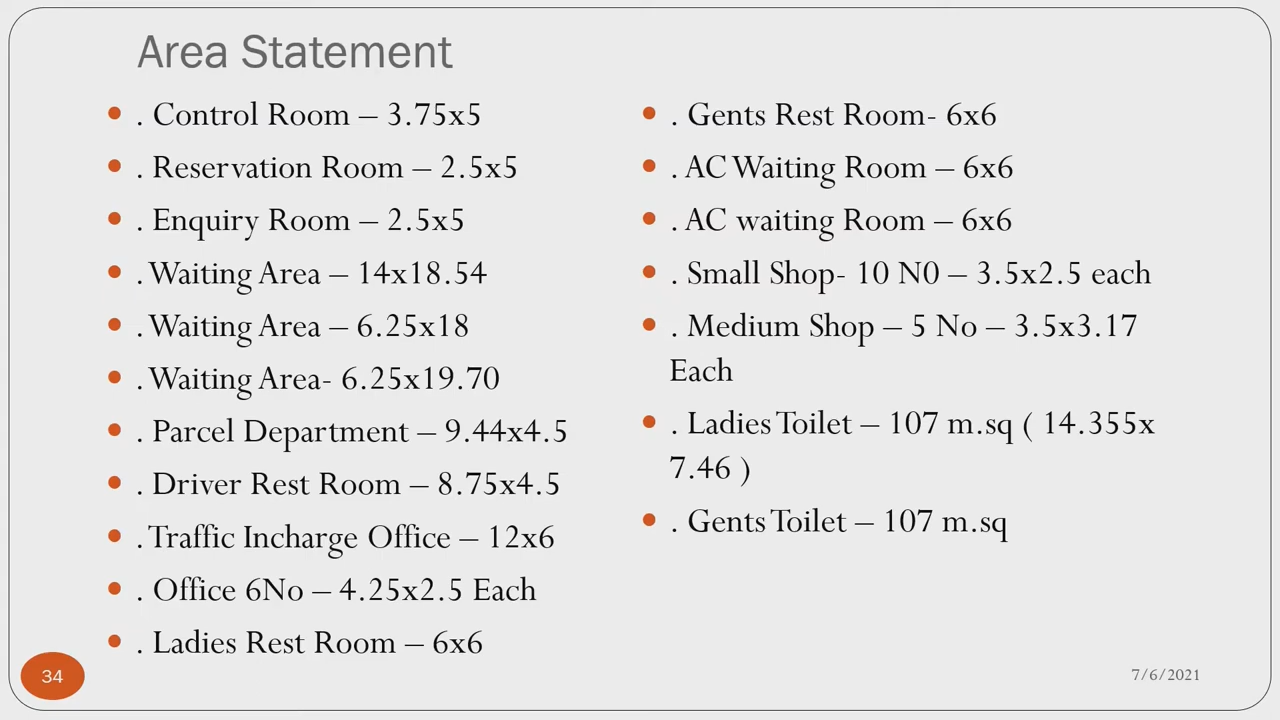 Area Statement
. Control Room – 3.75x5
. Reservation Room – 2.5x5
. Enquiry Room – 2.5x5
. Waiting Area – 14x18.54
. Waiting Area – 6.25x18
. Waiting Area- 6.25x19.70
. Parcel Department – 9.44x4.5
. Driver Rest Room – 8.75x4.5
. Traffic Incharge Office – 12x6
. Office 6No – 4.25x2.5 Each
. Ladies Rest Room – 6x6
. Gents Rest Room- 6x6
. AC Waiting Room – 6x6
. AC waiting Room – 6x6
. Small Shop- 10 N0 – 3.5x2.5 each
. Medium Shop – 5 No – 3.5x3.17
Each
. Ladies Toilet – 107 m.sq ( 14.355x
7.46 )
. Gents Toilet – 107 m.sq
34
7/6/2021